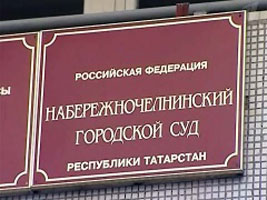 РОССИЙСКАЯ ФЕДЕРАЦИЯ
НАБЕРЕЖНОЧЕЛНИНСКИЙ
ГОРОДСКОЙ СУД
РЕСПУБЛИКИ ТАТАРСТАН